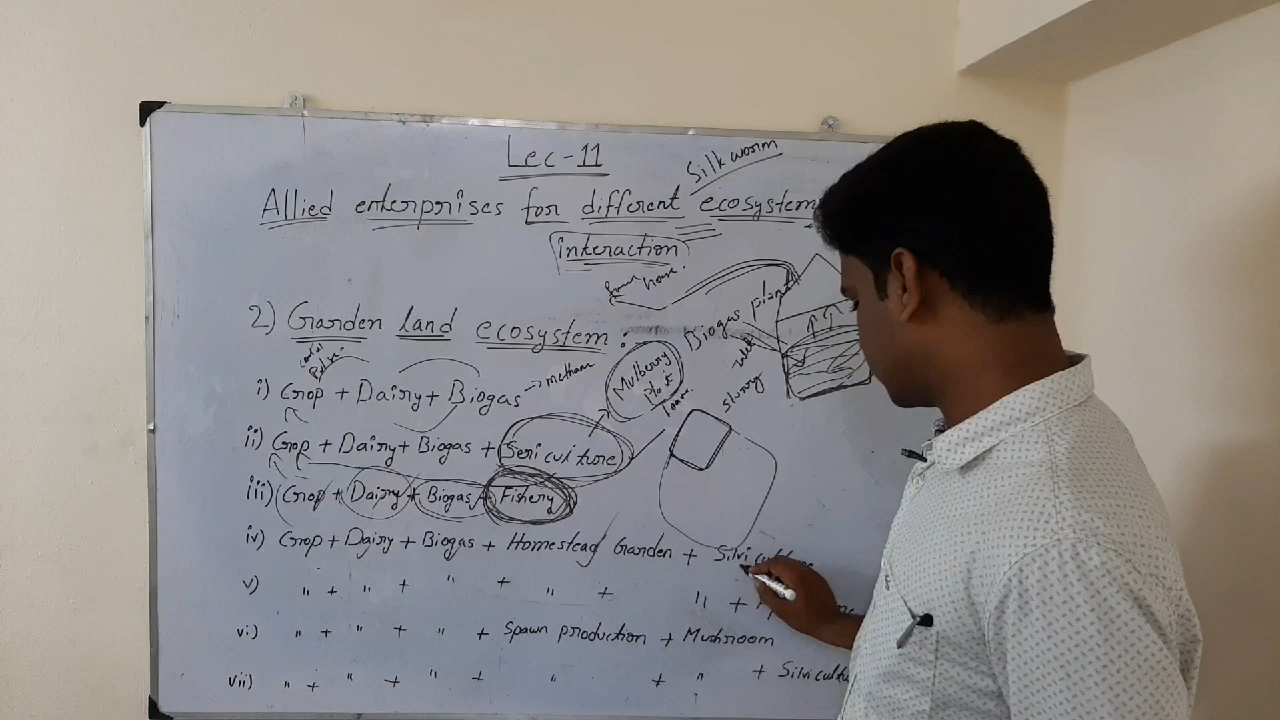 Lec-11
Silk worm
Allied enterprises for different ecosystem
interaction
2) Garden land ecosystem :-
Biogas plant
i) Crop + Dairy + Biogas → methane
Mulberry
Plot
slurry
ii) Crop + Dairy + Biogas + Sericulture
iii) Crop + Dairy + Biogas + Fishery
iv) Crop + Dairy + Biogas + Homestead Garden + Silviculture
v) " + " + " + " + "
vi) " + " + " + Spawn production + Mushroom
vii) " + " + " + " + " + Silvicultu